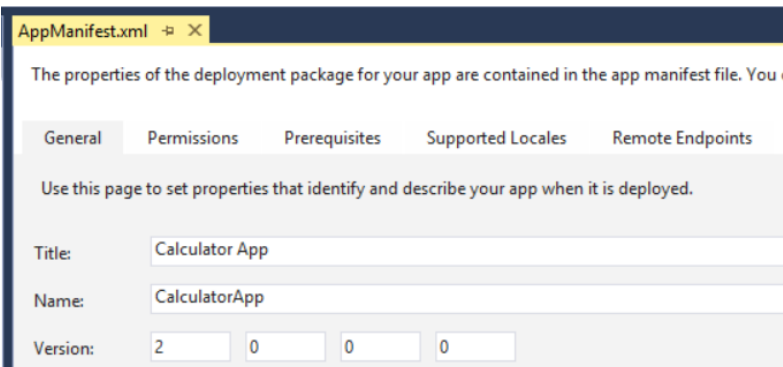 AppManifest.xml
The properties of the deployment package for your app are contained in the app manifest file. You
General Permissions Prerequisites Supported Locales Remote Endpoints
Use this page to set properties that identify and describe your app when it is deployed.
Title: Calculator App
Name: CalculatorApp
Version: 2 0 0 0